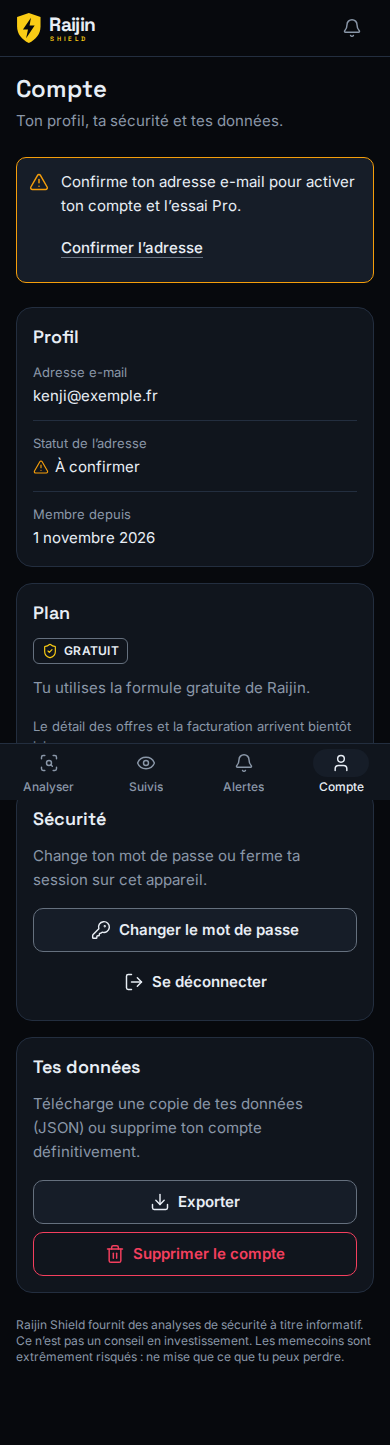 Raijin
SHIELD
Compte
Ton profil, ta sécurité et tes données.
Confirme ton adresse e-mail pour activer
ton compte et l’essai Pro.
Confirmer l’adresse
Profil
Adresse e-mail
kenji@exemple.fr
Statut de l’adresse
À confirmer
Membre depuis
1 novembre 2026
Plan
GRATUIT
Tu utilises la formule gratuite de Raijin.
Le détail des offres et la facturation arrivent bientôt
Analyser
Suivis
Alertes
Compte
Sécurité
Change ton mot de passe ou ferme ta
session sur cet appareil.
Changer le mot de passe
Se déconnecter
Tes données
Télécharge une copie de tes données
(JSON) ou supprime ton compte
définitivement.
Exporter
Supprimer le compte
Raijin Shield fournit des analyses de sécurité à titre informatif.
Ce n’est pas un conseil en investissement. Les memecoins sont
extrêmement risqués : ne mise que ce que tu peux perdre.